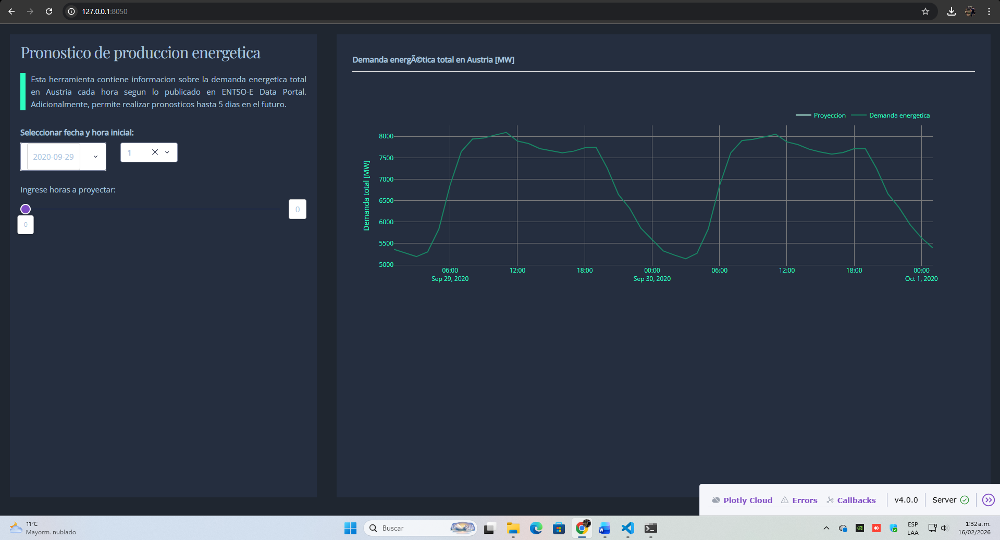 127.0.0.1:8050
Pronostico de produccion energetica
Esta herramienta contiene informacion sobre la demanda energetica total
en Austria cada hora segun lo publicado en ENTSO-E Data Portal.
Adicionalmente, permite realizar pronosticos hasta 5 dias en el futuro.
Seleccionar fecha y hora inicial:
2020-09-29
1
Ingrese horas a proyectar:
0
0
Demanda energÃ©tica total en Austria [MW]
Proyeccion
Demanda energetica
Demanda total [MW]
8000
7500
7000
6500
6000
5500
5000
06:00
Sep 29, 2020
12:00
18:00
00:00
Sep 30, 2020
06:00
12:00
18:00
00:00
Oct 1, 2020
Plotly Cloud
Errors
Callbacks
v4.0.0
Server
11°C
Mayorm. nublado
Buscar
ESP
LAA
1:32 a. m.
16/02/2026